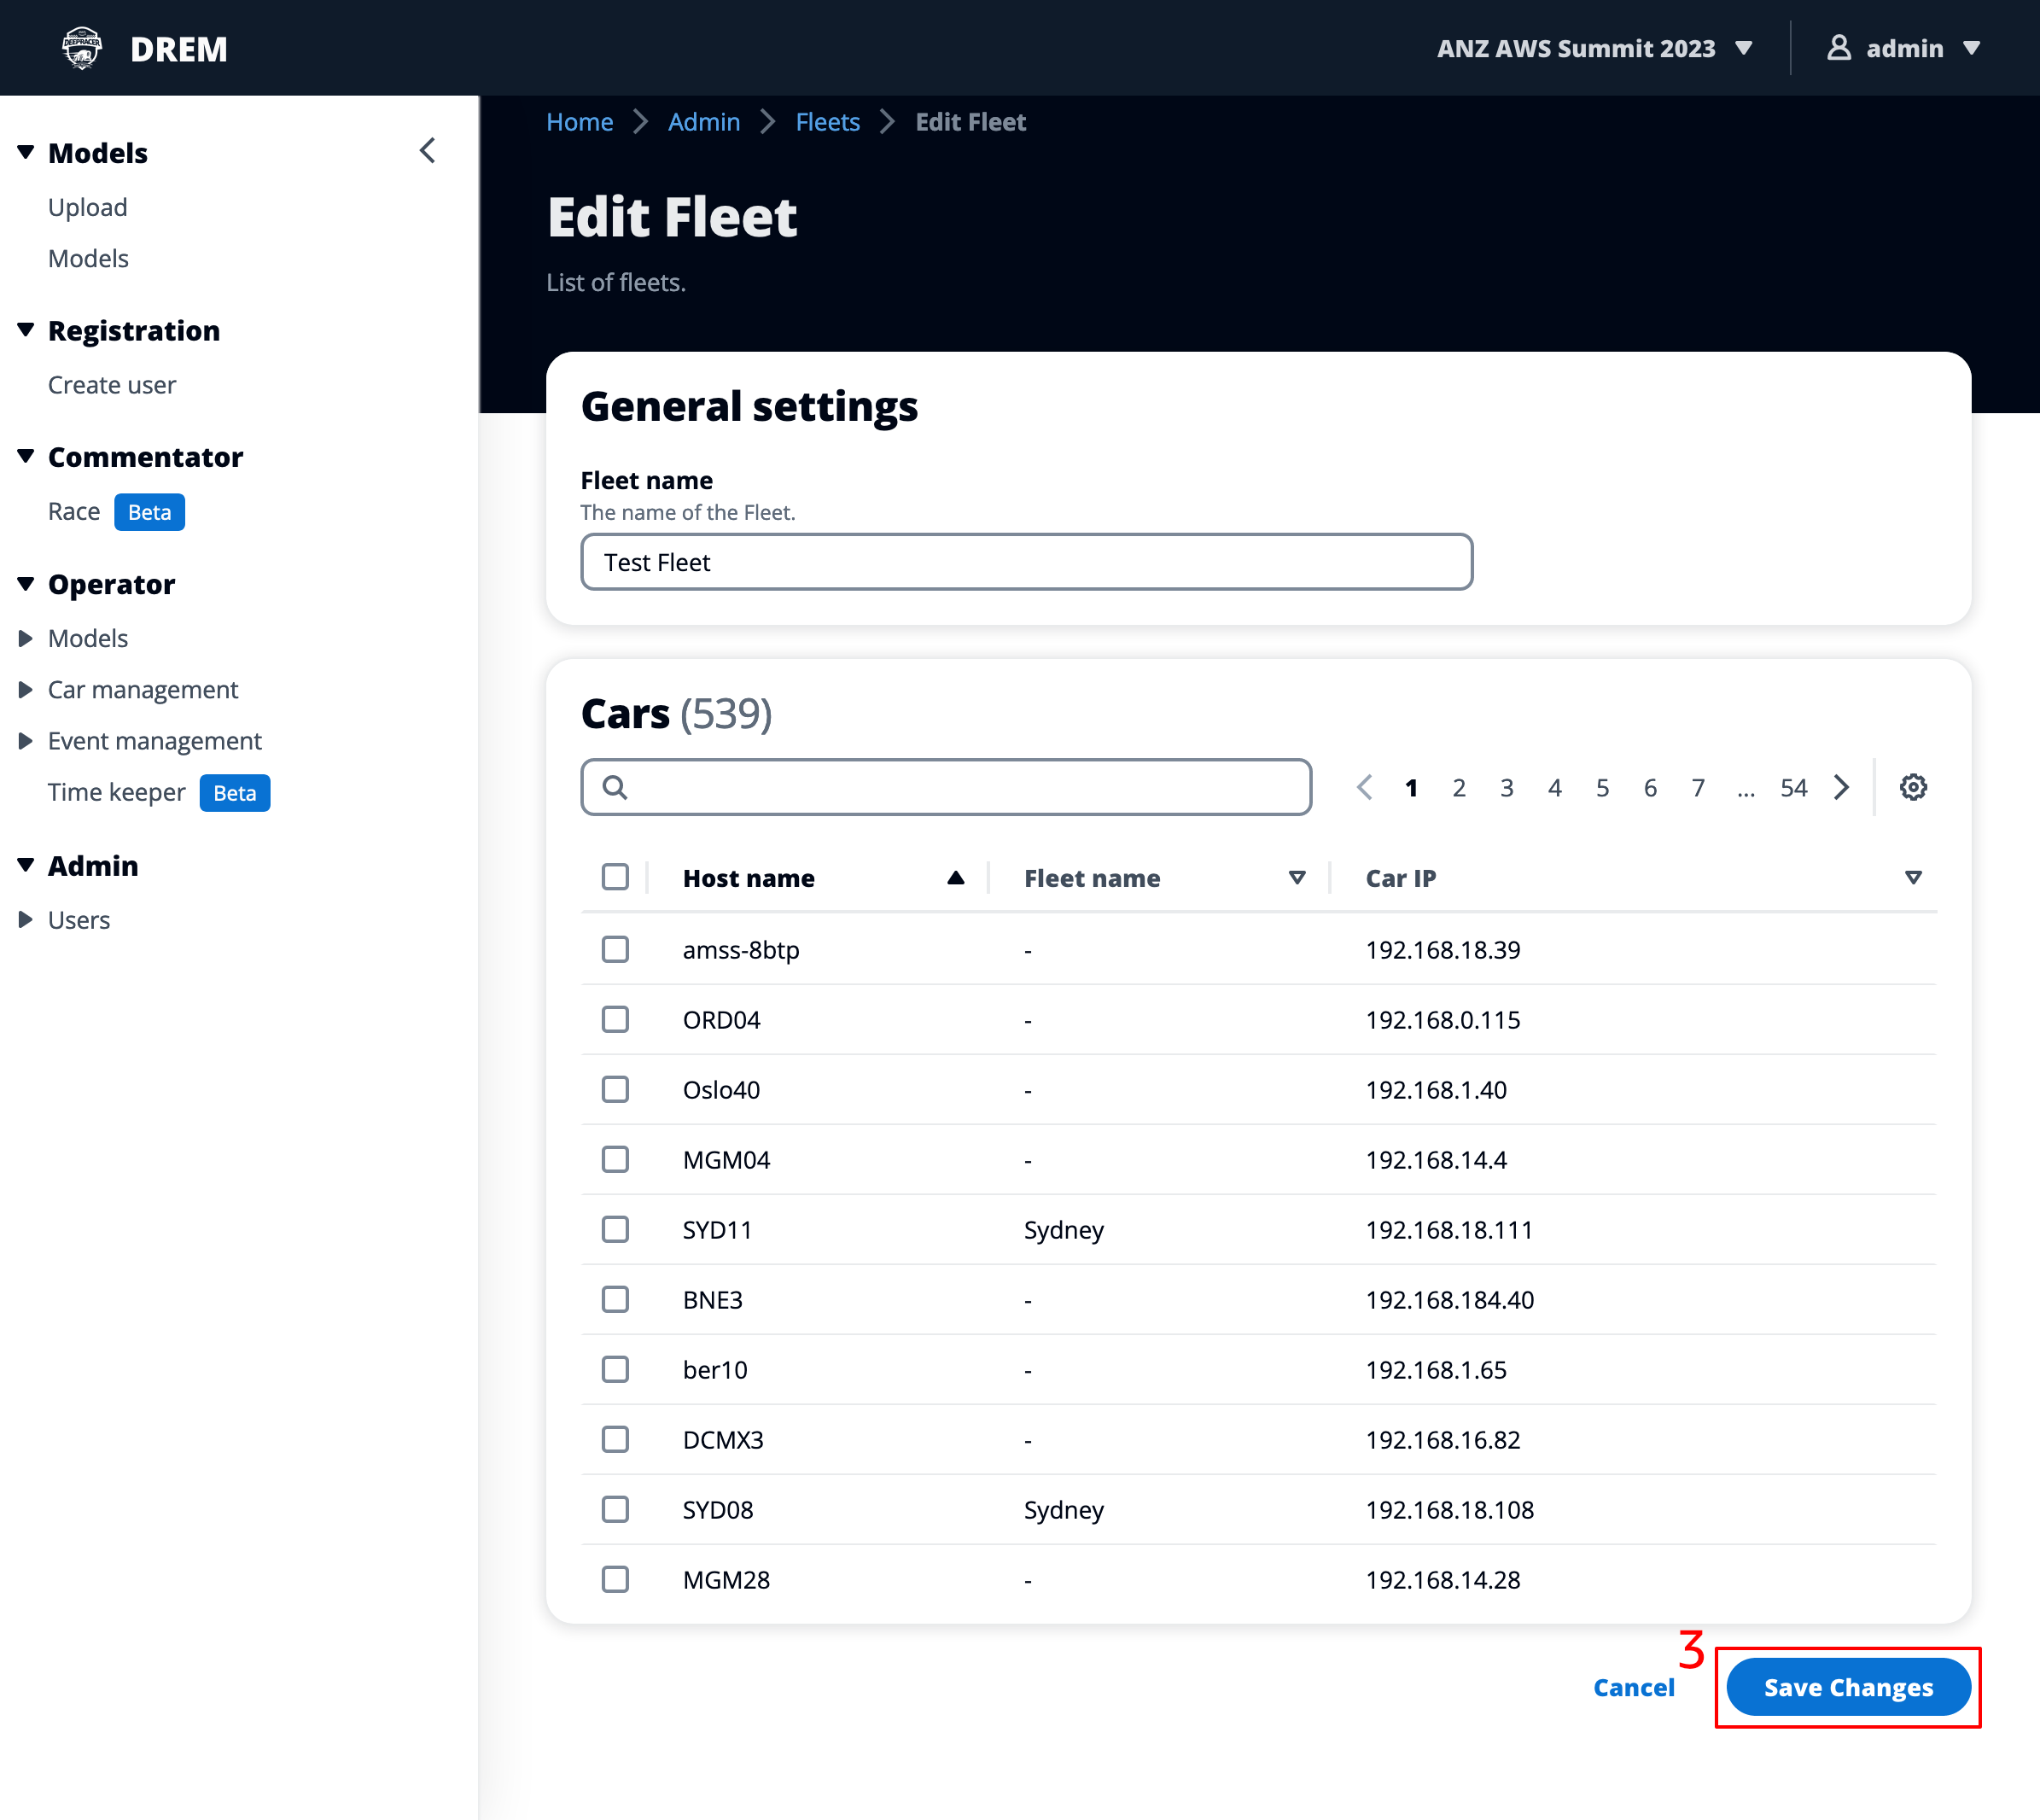 DREM
ANZ AWS Summit 2023
admin
Models
Upload
Models
Registration
Create user
Commentator
Race Beta
Operator
Models
Car management
Event management
Time keeper Beta
Admin
Users
Home Admin Fleets Edit Fleet
Edit Fleet
List of fleets.
General settings
Fleet name
The name of the Fleet.
Test Fleet
Cars (539)
1 2 3 4 5 6 7 ... 54
Host name Fleet name Car IP
amss-8btp - 192.168.18.39
ORD04 - 192.168.0.115
Oslo40 - 192.168.1.40
MGM04 - 192.168.14.4
SYD11 Sydney 192.168.18.111
BNE3 - 192.168.184.40
ber10 - 192.168.1.65
DCMX3 - 192.168.16.82
SYD08 Sydney 192.168.18.108
MGM28 - 192.168.14.28
3
Cancel Save Changes